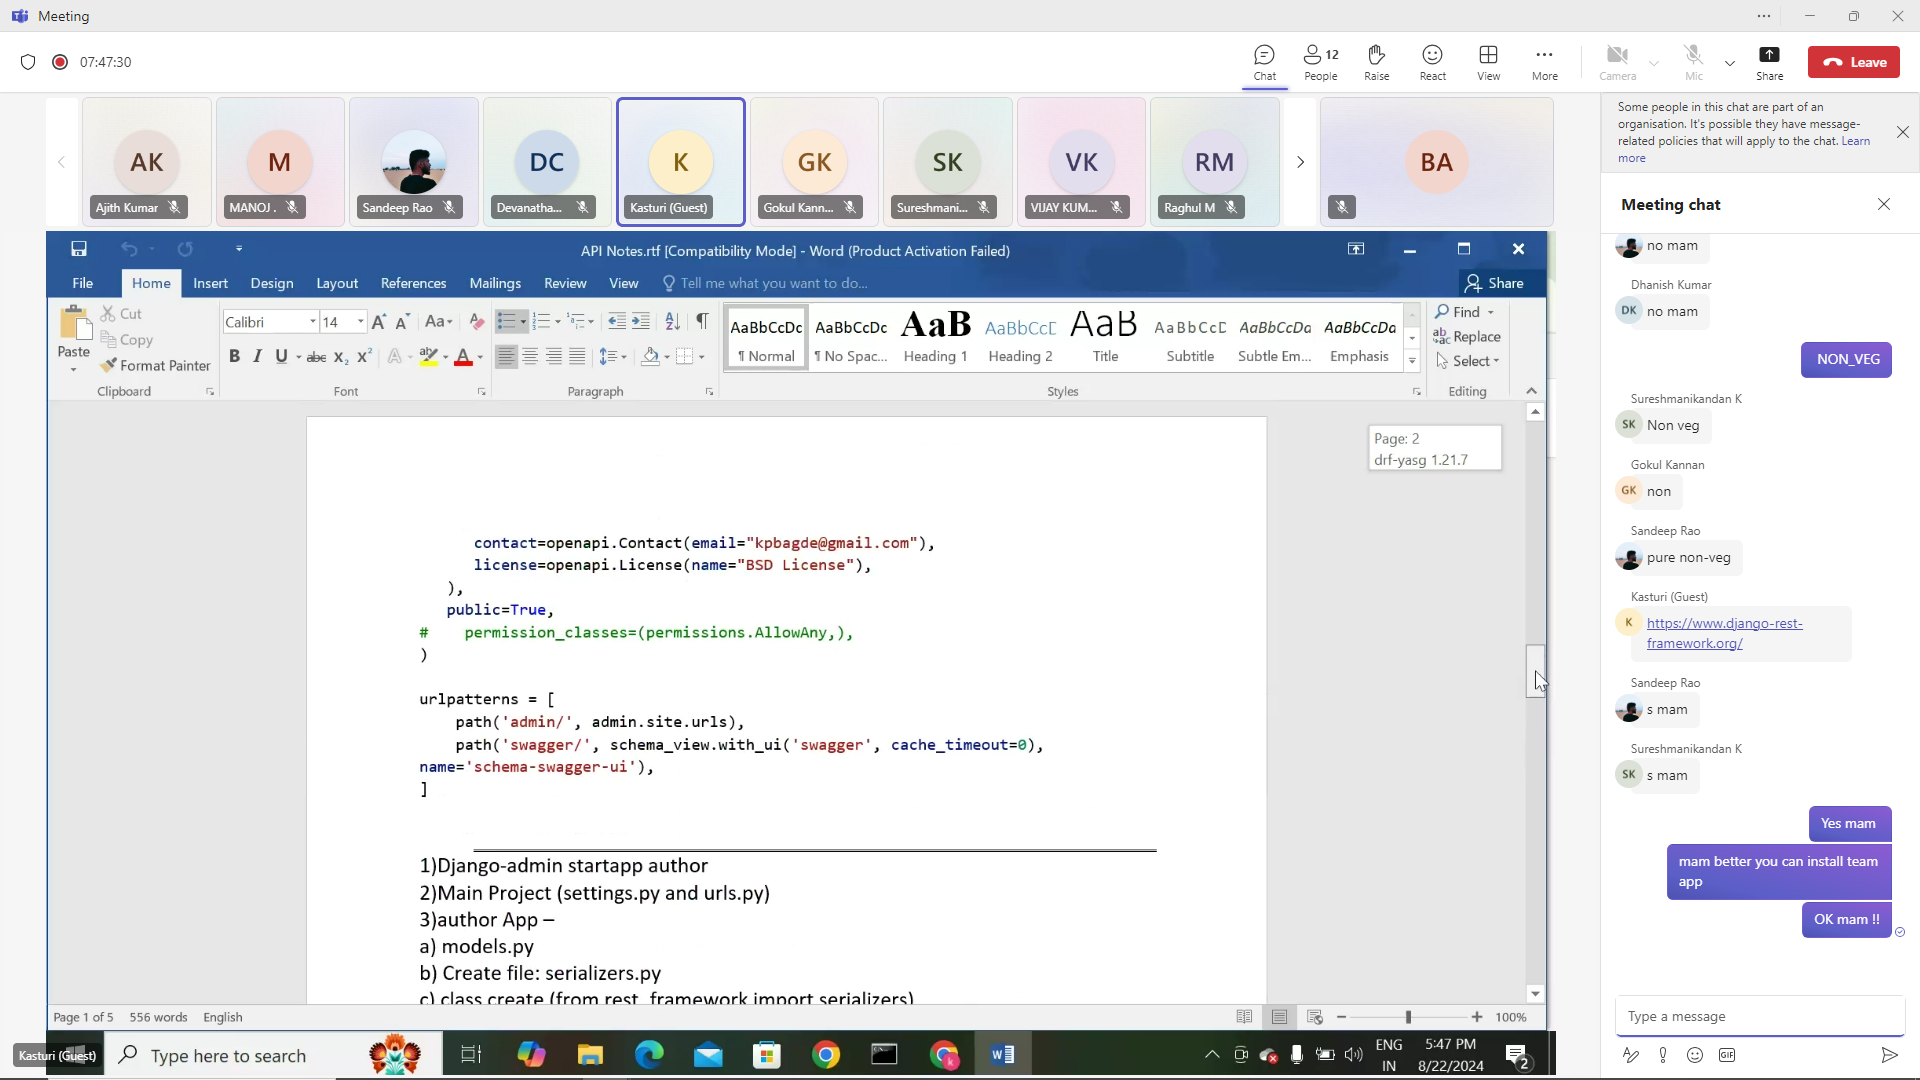 Meeting
07:47:30
Chat
12
People
Raise
React
View
More
Camera
Mic
Share
Leave
AK
Ajith Kumar
M
MANOJ .
Sandeep Rao
DC
Devanatha...
K
Kasturi (Guest)
GK
Gokul Kann...
SK
Sureshmani...
VK
VIJAY KUM...
RM
Raghul M
BA
API Notes.rtf [Compatibility Mode] - Word (Product Activation Failed)
File
Home
Insert
Design
Layout
References
Mailings
Review
View
Tell me what you want to do...
Share
Paste
Cut
Copy
Format Painter
Clipboard
Calibri
14
Font
Paragraph
AaBbCcDc
¶ Normal
AaBbCcDc
¶ No Spac...
AaB
Heading 1
AaBbCcE
Heading 2
AaB
Title
AaBbCcD
Subtitle
AaBbCcDa
Subtle Em...
AaBbCcDa
Emphasis
Styles
Find
Replace
Select
Editing
Page: 2
drf-yasg 1.21.7
contact=openapi.Contact(email="kpbagde@gmail.com"),
license=openapi.License(name="BSD License"),
),
public=True,
# permission_classes=(permissions.AllowAny,),
)
urlpatterns = [
path('admin/', admin.site.urls),
path('swagger/', schema_view.with_ui('swagger', cache_timeout=0),
name='schema-swagger-ui'),
]
1)Django-admin startapp author
2)Main Project (settings.py and urls.py)
3)author App –
a) models.py
b) Create file: serializers.py
c) class create (from rest_framework import serializers)
Page 1 of 5
556 words
English
100%
Kasturi (Guest)
Type here to search
ENG
IN
5:47 PM
8/22/2024
2
Some people in this chat are part of an
organisation. It's possible they have message-
related policies that will apply to the chat. Learn
more
Meeting chat
no mam
Dhanish Kumar
DK
no mam
NON_VEG
Sureshmanikandan K
SK
Non veg
Gokul Kannan
GK
non
Sandeep Rao
pure non-veg
Kasturi (Guest)
K
https://www.django-rest-
framework.org/
Sandeep Rao
s mam
Sureshmanikandan K
SK
s mam
Yes mam
mam better you can install team
app
OK mam !!
Type a message